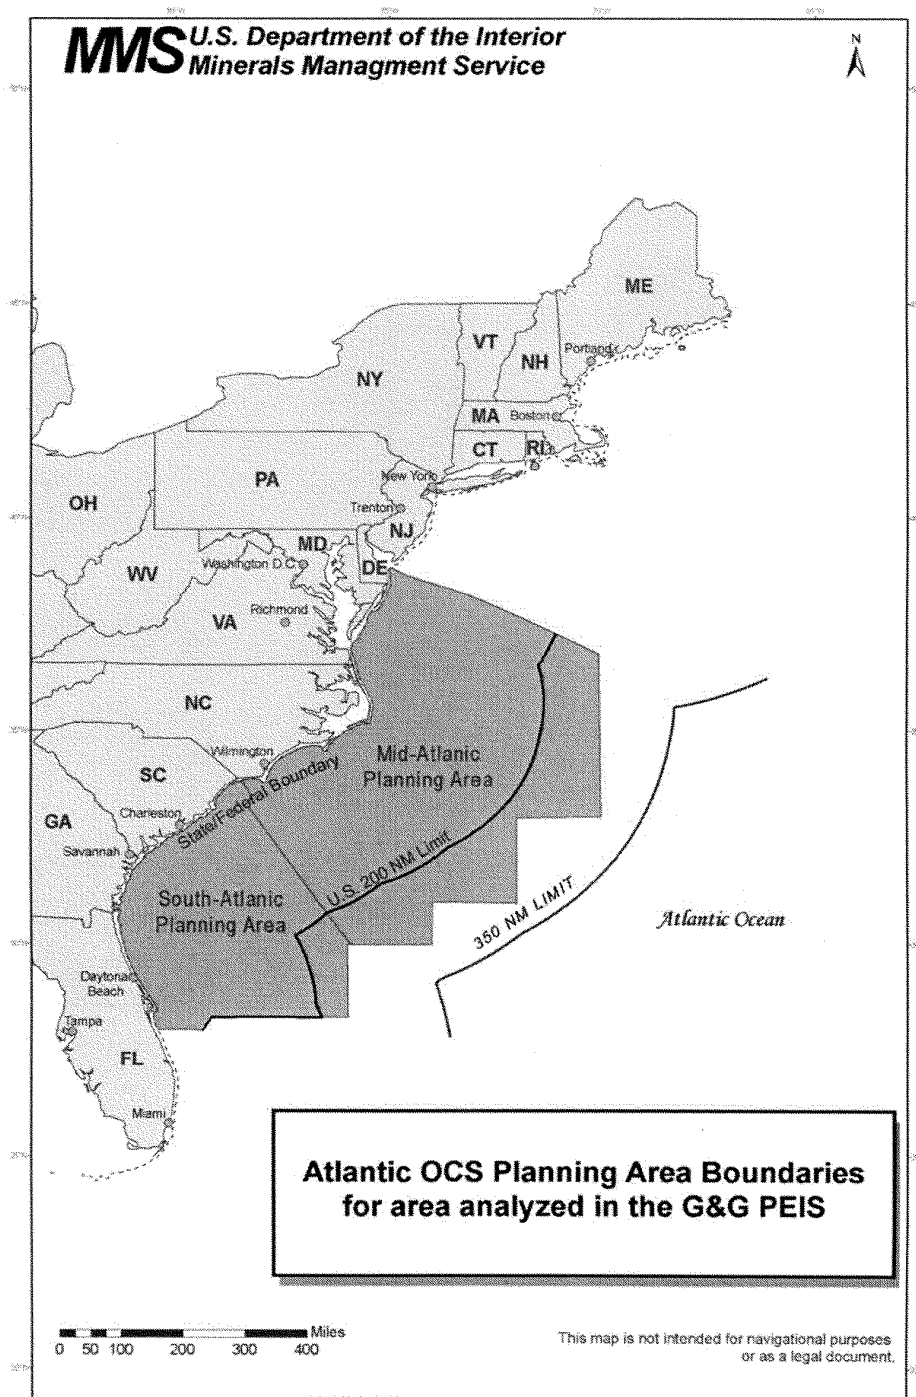 MMS U.S. Department of the Interior
Minerals Managment Service
N
ME
VT
NH
Portland
NY
MA
Boston
CT
RI
PA
New York
OH
Trenton
NJ
MD
Washington D.C
DE
WV
Richmond
VA
NC
Wilmington
Mid-Atlanic
Planning Area
SC
State/Federal Boundary
Charleston
GA
Savannah
U.S. 200 NM Limit
South-Atlanic
Planning Area
350 NM LIMIT
Atlantic Ocean
Daytona
Beach
Tampa
FL
Miami
Atlantic OCS Planning Area Boundaries
for area analyzed in the G&G PEIS
Miles
0 50 100 200 300 400
This map is not intended for navigational purposes
or as a legal document.